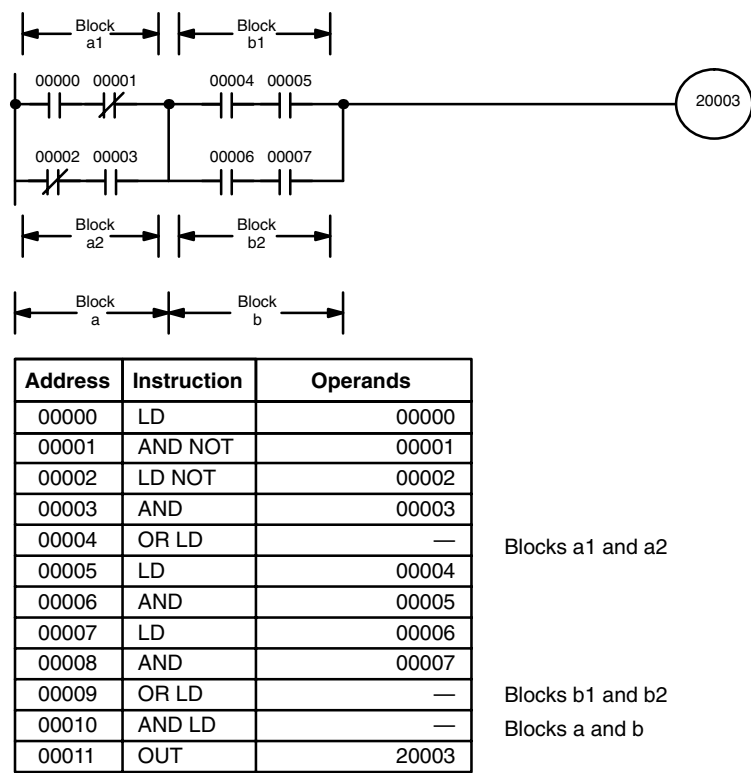 Block a1
Block b1
00000 00001 00004 00005
20003
00002 00003 00006 00007
Block a2
Block b2
Block a
Block b
Address Instruction Operands
00000 LD 00000
00001 AND NOT 00001
00002 LD NOT 00002
00003 AND 00003
00004 OR LD — Blocks a1 and a2
00005 LD 00004
00006 AND 00005
00007 LD 00006
00008 AND 00007
00009 OR LD — Blocks b1 and b2
00010 AND LD — Blocks a and b
00011 OUT 20003